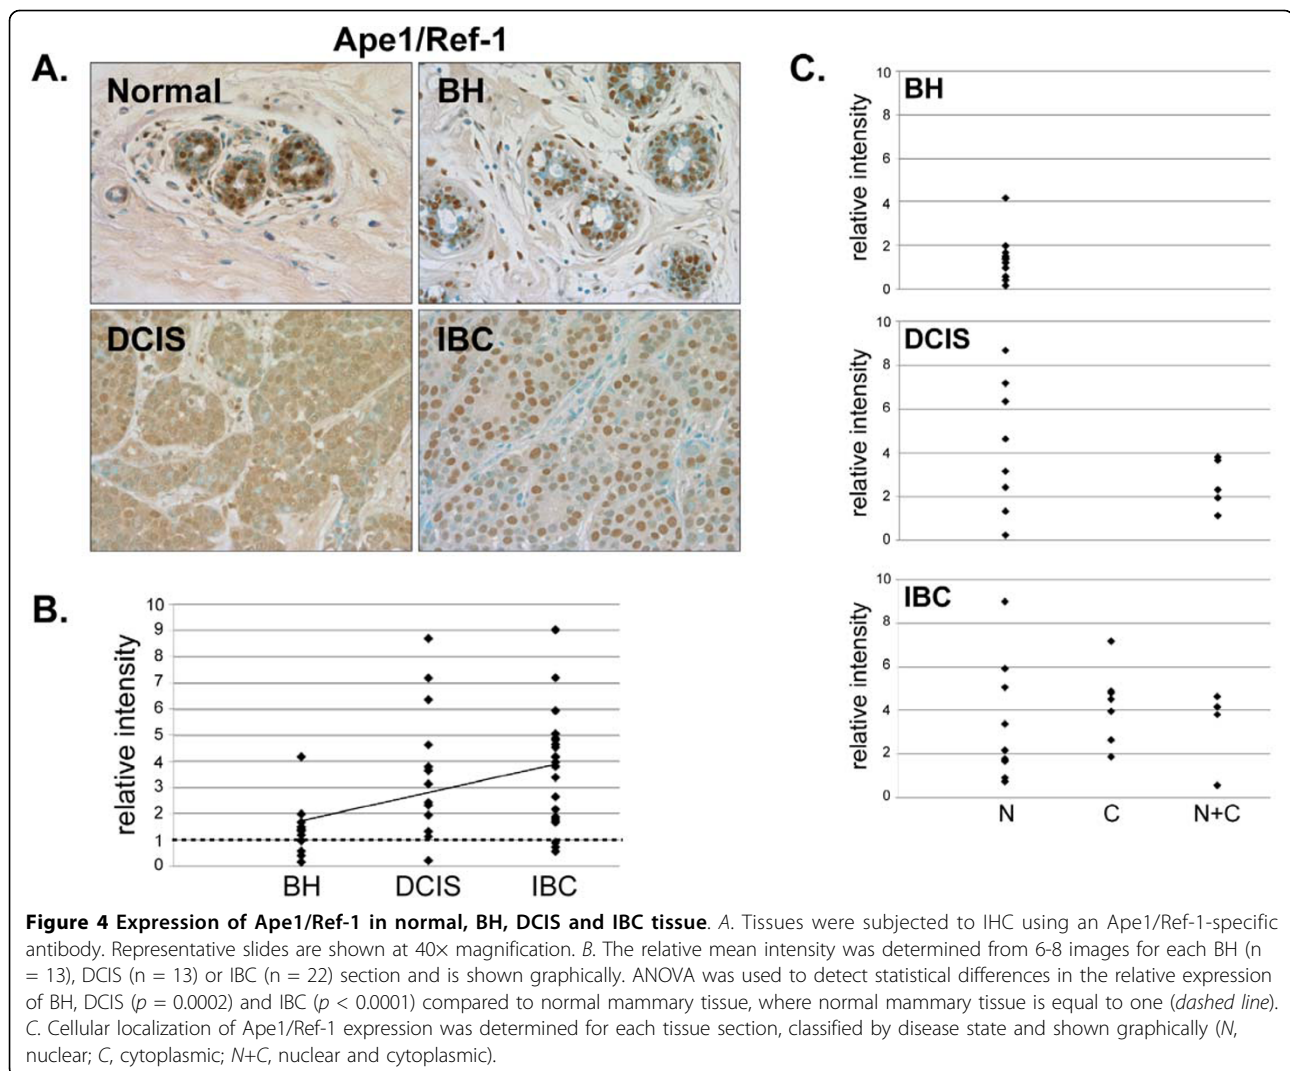 Ape1/Ref-1
A.
Normal
BH
DCIS
IBC
B.
relative intensity
10
9
8
7
6
5
4
3
2
1
0
BH DCIS IBC
C.
BH
relative intensity
10
8
6
4
2
0
DCIS
relative intensity
10
8
6
4
2
0
IBC
relative intensity
10
8
6
4
2
0
N C N+C
Figure 4 Expression of Ape1/Ref-1 in normal, BH, DCIS and IBC tissue. A. Tissues were subjected to IHC using an Ape1/Ref-1-specific
antibody. Representative slides are shown at 40× magnification. B. The relative mean intensity was determined from 6-8 images for each BH (n
= 13), DCIS (n = 13) or IBC (n = 22) section and is shown graphically. ANOVA was used to detect statistical differences in the relative expression
of BH, DCIS (p = 0.0002) and IBC (p < 0.0001) compared to normal mammary tissue, where normal mammary tissue is equal to one (dashed line).
C. Cellular localization of Ape1/Ref-1 expression was determined for each tissue section, classified by disease state and shown graphically (N,
nuclear; C, cytoplasmic; N+C, nuclear and cytoplasmic).